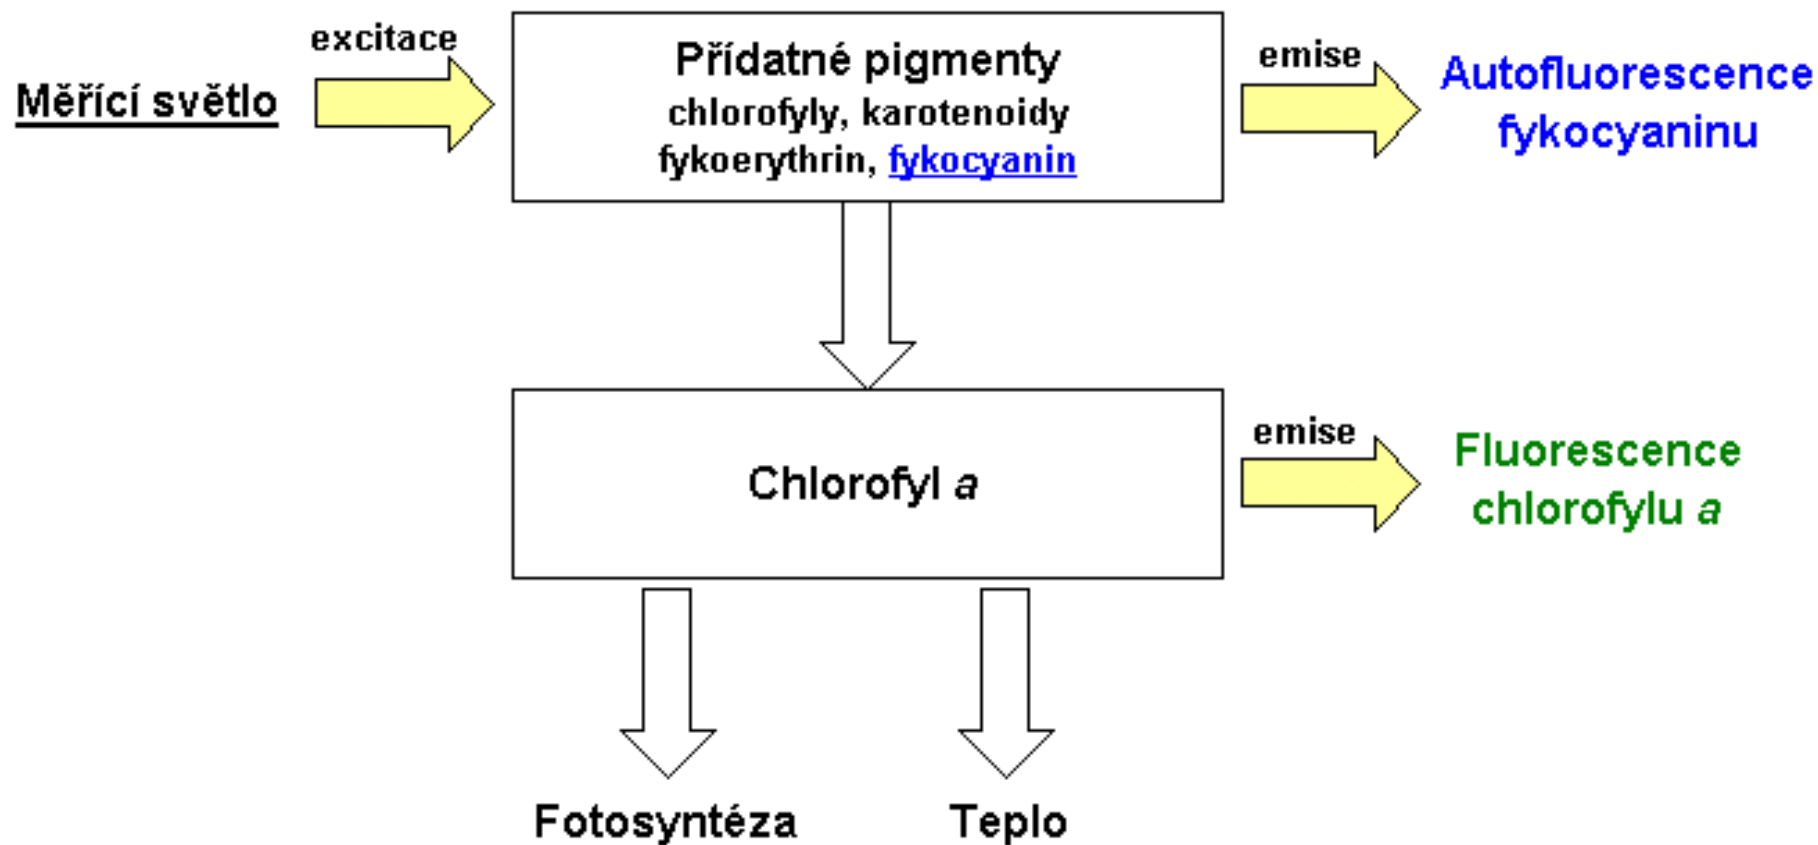 excitace
Měřící světlo
Přídatné pigmenty
chlorofyly, karotenoidy
fykoerythrin, fykocyanin
emise
Autofluorescence
fykocyaninu
Chlorofyl a
emise
Fluorescence
chlorofylu a
Fotosyntéza
Teplo